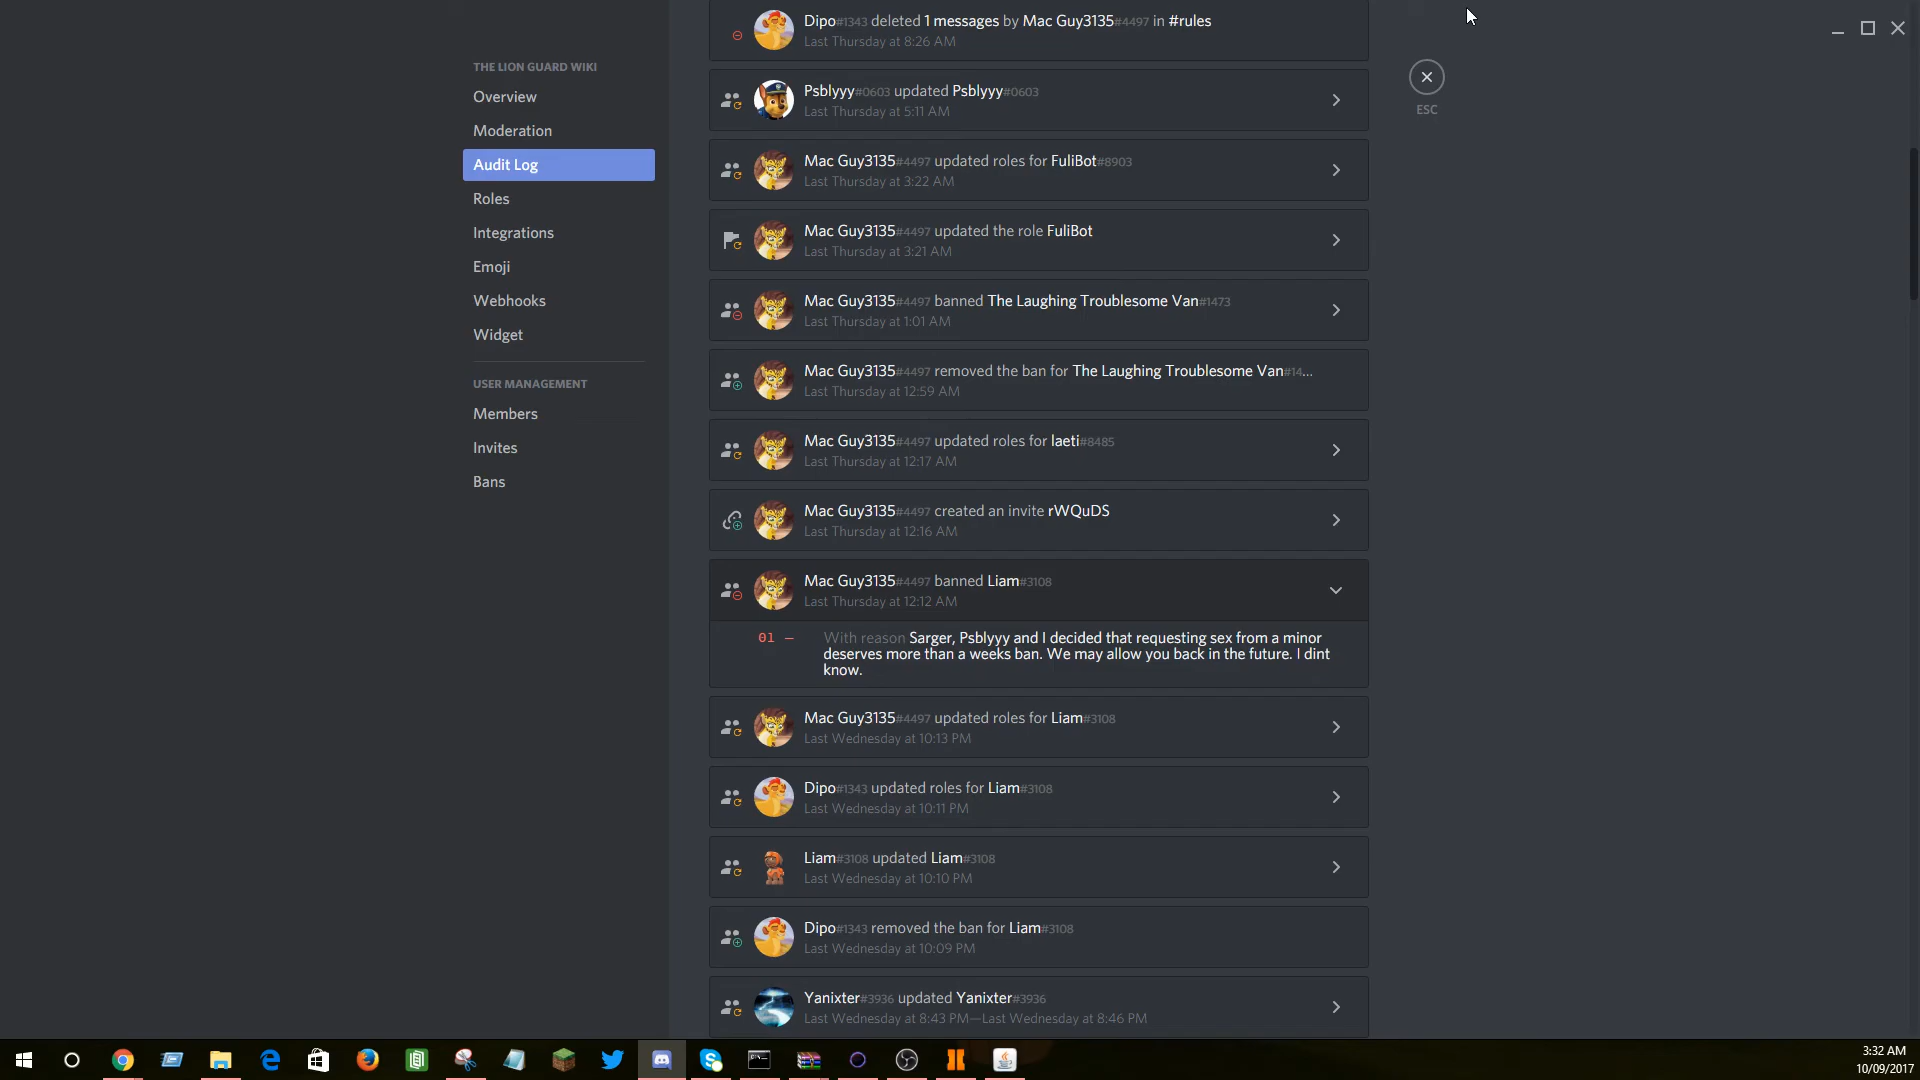 THE LION GUARD WIKI
Overview
Moderation
Audit Log
Roles
Integrations
Emoji
Webhooks
Widget
USER MANAGEMENT
Members
Invites
Bans
Dipo#1343 deleted 1 messages by Mac Guy3135#4497 in #rules
Last Thursday at 8:26 AM
Psblyyy#0603 updated Psblyyy#0603
Last Thursday at 5:11 AM
Mac Guy3135#4497 updated roles for FuliBot#8903
Last Thursday at 3:22 AM
Mac Guy3135#4497 updated the role FuliBot
Last Thursday at 3:21 AM
Mac Guy3135#4497 banned The Laughing Troublesome Van#1473
Last Thursday at 1:01 AM
Mac Guy3135#4497 removed the ban for The Laughing Troublesome Van#14...
Last Thursday at 12:59 AM
Mac Guy3135#4497 updated roles for laeti#8485
Last Thursday at 12:17 AM
Mac Guy3135#4497 created an invite rWQuDS
Last Thursday at 12:16 AM
Mac Guy3135#4497 banned Liam#3108
Last Thursday at 12:12 AM
01 — With reason Sarger, Psblyyy and I decided that requesting sex from a minor
deserves more than a weeks ban. We may allow you back in the future. I dint
know.
Mac Guy3135#4497 updated roles for Liam#3108
Last Wednesday at 10:13 PM
Dipo#1343 updated roles for Liam#3108
Last Wednesday at 10:11 PM
Liam#3108 updated Liam#3108
Last Wednesday at 10:10 PM
Dipo#1343 removed the ban for Liam#3108
Last Wednesday at 10:09 PM
Yanixter#3936 updated Yanixter#3936
Last Wednesday at 8:43 PM—Last Wednesday at 8:46 PM
ESC
3:32 AM
10/09/2017